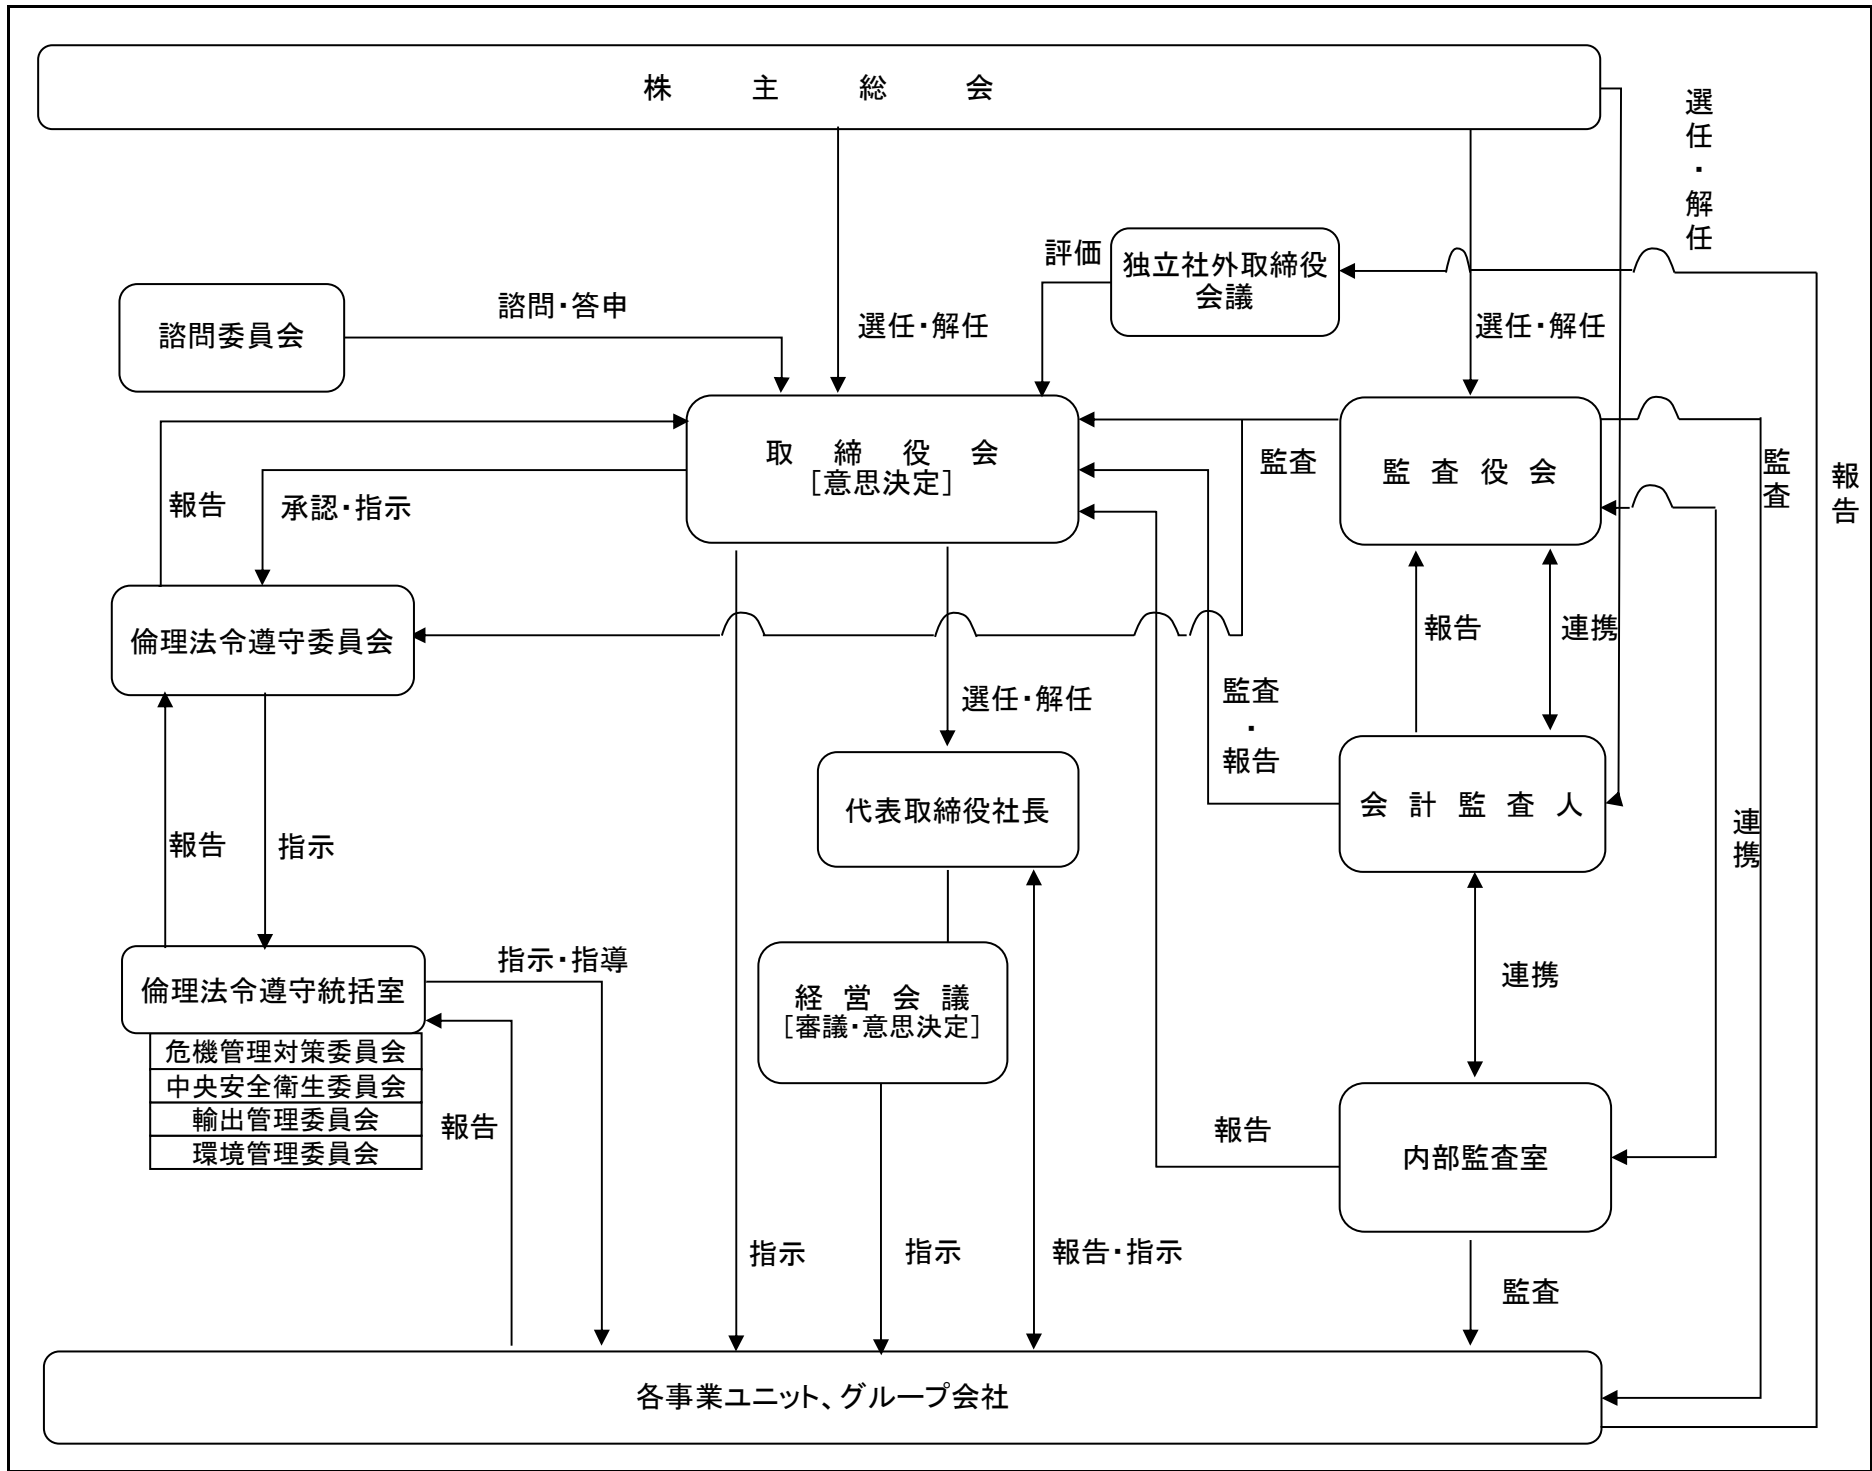 株主総会
選任・解任
評価
独立社外取締役
会議
諮問・答申
諮問委員会
選任・解任
選任・解任
取締役会
［意思決定］
監査
監査役会
監査
報告
報告
承認・指示
倫理法令遵守委員会
報告
連携
選任・解任
監査
・
報告
代表取締役社長
会計監査人
連携
報告
指示
倫理法令遵守統括室
指示・指導
経営会議
［審議・意思決定］
連携
危機管理対策委員会
中央安全衛生委員会
輸出管理委員会
環境管理委員会
報告
報告
内部監査室
指示
指示
報告・指示
監査
各事業ユニット、グループ会社